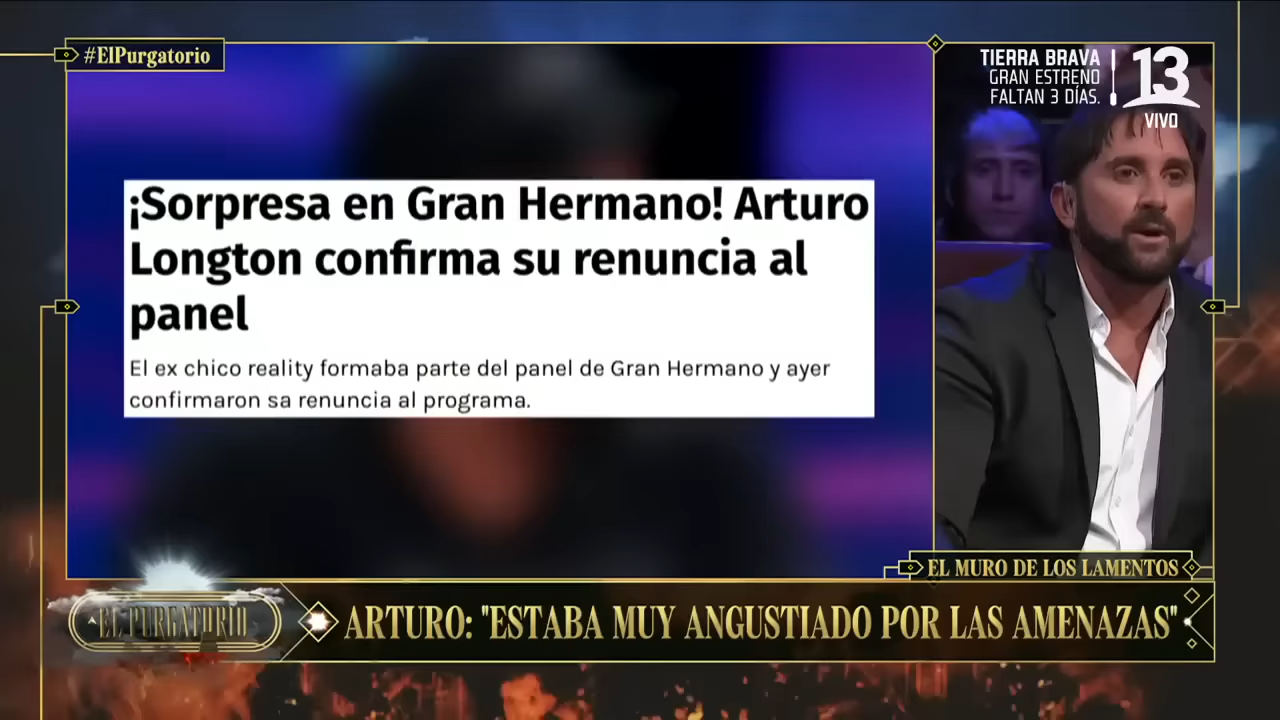 #ElPurgatorio
TIERRA BRAVA
GRAN ESTRENO
FALTAN 3 DÍAS.
13
VIVO
¡Sorpresa en Gran Hermano! Arturo
Longton confirma su renuncia al
panel
El ex chico reality formaba parte del panel de Gran Hermano y ayer
confirmaron sa renuncia al programa.
EL MURO DE LOS LAMENTOS
EL PURGATORIO
ARTURO: "ESTABA MUY ANGUSTIADO POR LAS AMENAZAS"